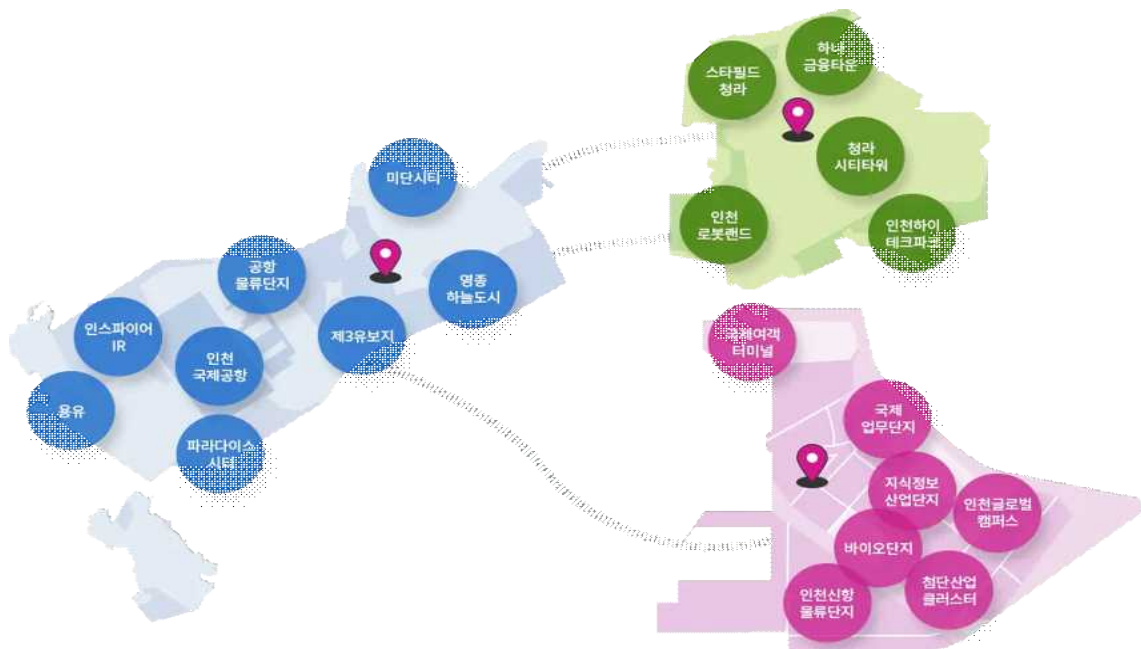 미단시티
공항
물류단지
영종
하늘도시
인스파이어
IR
제3유보지
인천
국제공항
용유
파라다이스
시티
하나
금융타운
스타필드
청라
청라
시티타워
인천
로봇랜드
인천하이
테크파크
국제여객
터미널
국제
업무단지
지식정보
산업단지
인천글로벌
캠퍼스
바이오단지
첨단산업
클러스터
인천신항
물류단지